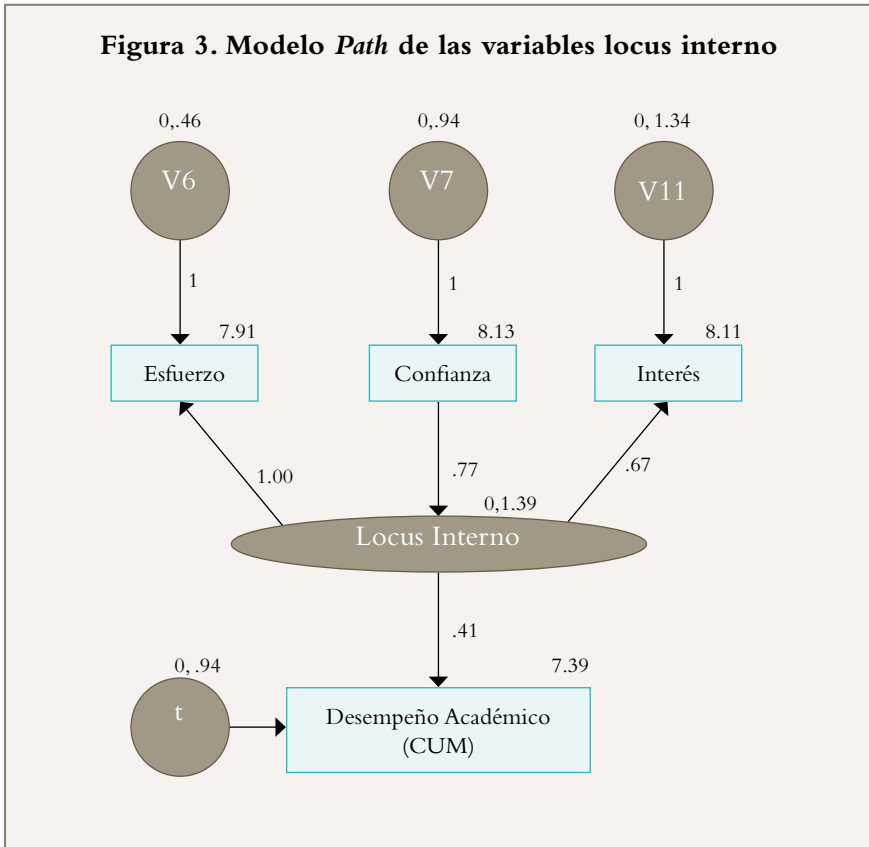 Figura 3. Modelo Path de las variables locus interno
0,.46
0,.94
0, 1.34
V6
V7
V11
1
1
1
7.91
8.13
8.11
Esfuerzo
Confianza
Interés
1.00
.77
.67
0,1.39
Locus Interno
.41
0, .94
7.39
t
Desempeño Académico
(CUM)